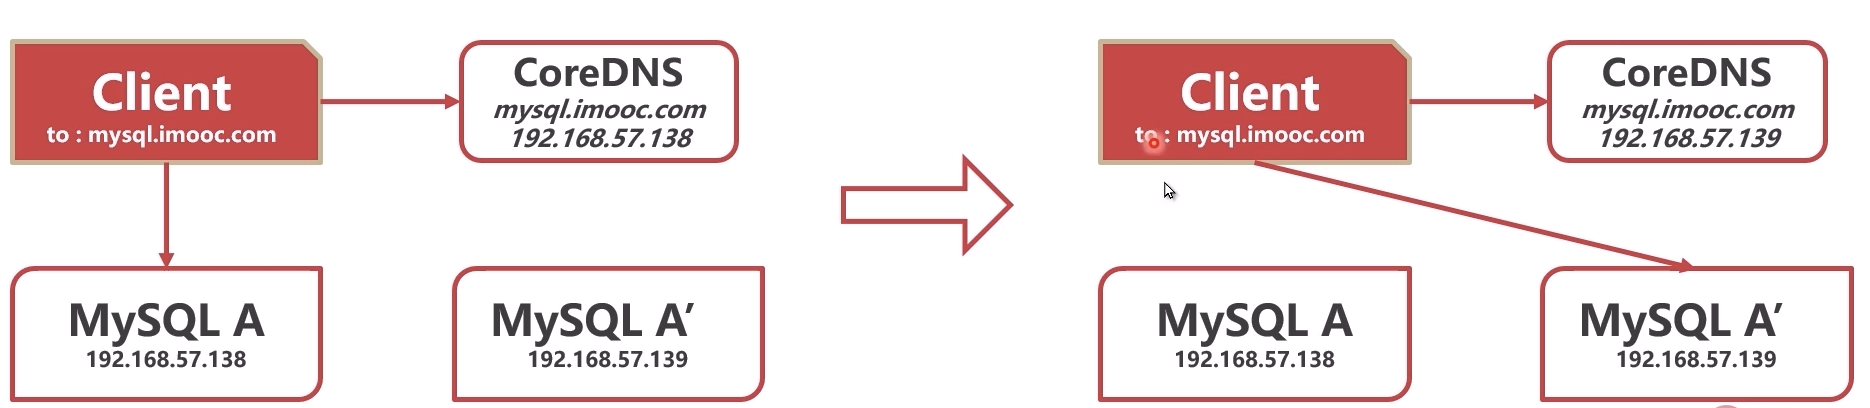 Client
to : mysql.imooc.com
CoreDNS
mysql.imooc.com
192.168.57.138
MySQL A
192.168.57.138
MySQL A’
192.168.57.139
Client
to : mysql.imooc.com
CoreDNS
mysql.imooc.com
192.168.57.139
MySQL A
192.168.57.138
MySQL A’
192.168.57.139